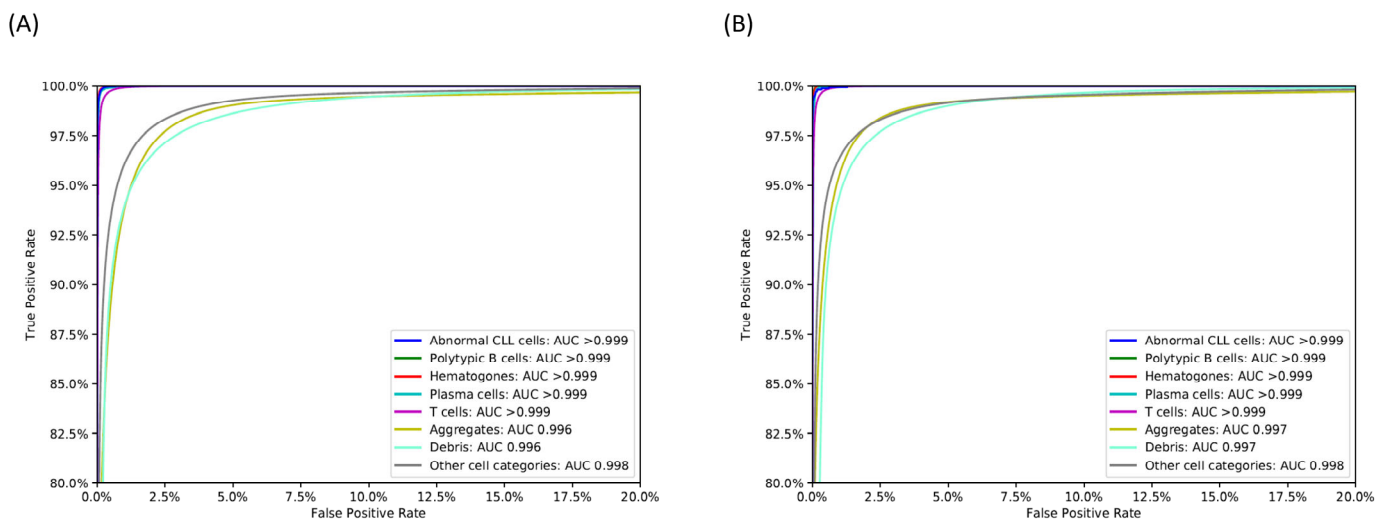 (A)
(B)
100.0%
97.5%
95.0%
92.5%
90.0%
87.5%
85.0%
82.5%
80.0%
True Positive Rate
0.0%
2.5%
5.0%
7.5%
10.0%
12.5%
15.0%
17.5%
20.0%
False Positive Rate
Abnormal CLL cells: AUC >0.999
Polytypic B cells: AUC >0.999
Hematogones: AUC >0.999
Plasma cells: AUC >0.999
T cells: AUC >0.999
Aggregates: AUC 0.996
Debris: AUC 0.996
Other cell categories: AUC 0.998
100.0%
97.5%
95.0%
92.5%
90.0%
87.5%
85.0%
82.5%
80.0%
True Positive Rate
0.0%
2.5%
5.0%
7.5%
10.0%
12.5%
15.0%
17.5%
20.0%
False Positive Rate
Abnormal CLL cells: AUC >0.999
Polytypic B cells: AUC >0.999
Hematogones: AUC >0.999
Plasma cells: AUC >0.999
T cells: AUC >0.999
Aggregates: AUC 0.997
Debris: AUC 0.997
Other cell categories: AUC 0.998